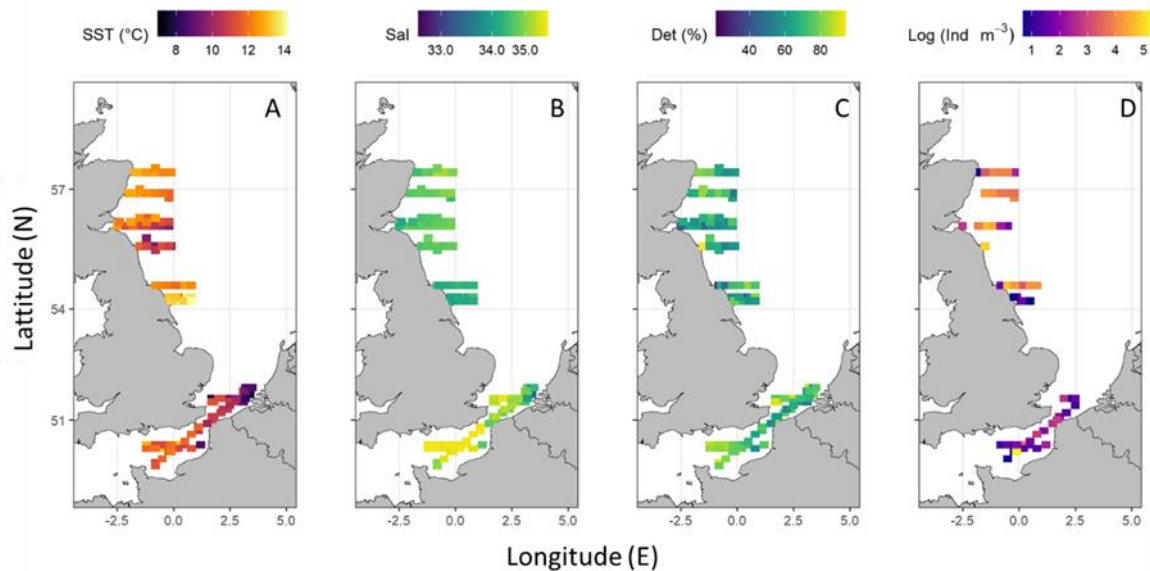 SST (°C) 8 10 12 14
Sal 33.0 34.0 35.0
Det (%) 40 60 80
Log (Ind m⁻³) 1 2 3 4 5
A B C D
57
54
51
Lattitude (N)
-2.5 0.0 2.5 5.0 -2.5 0.0 2.5 5.0 -2.5 0.0 2.5 5.0 -2.5 0.0 2.5 5.0
Longitude (E)